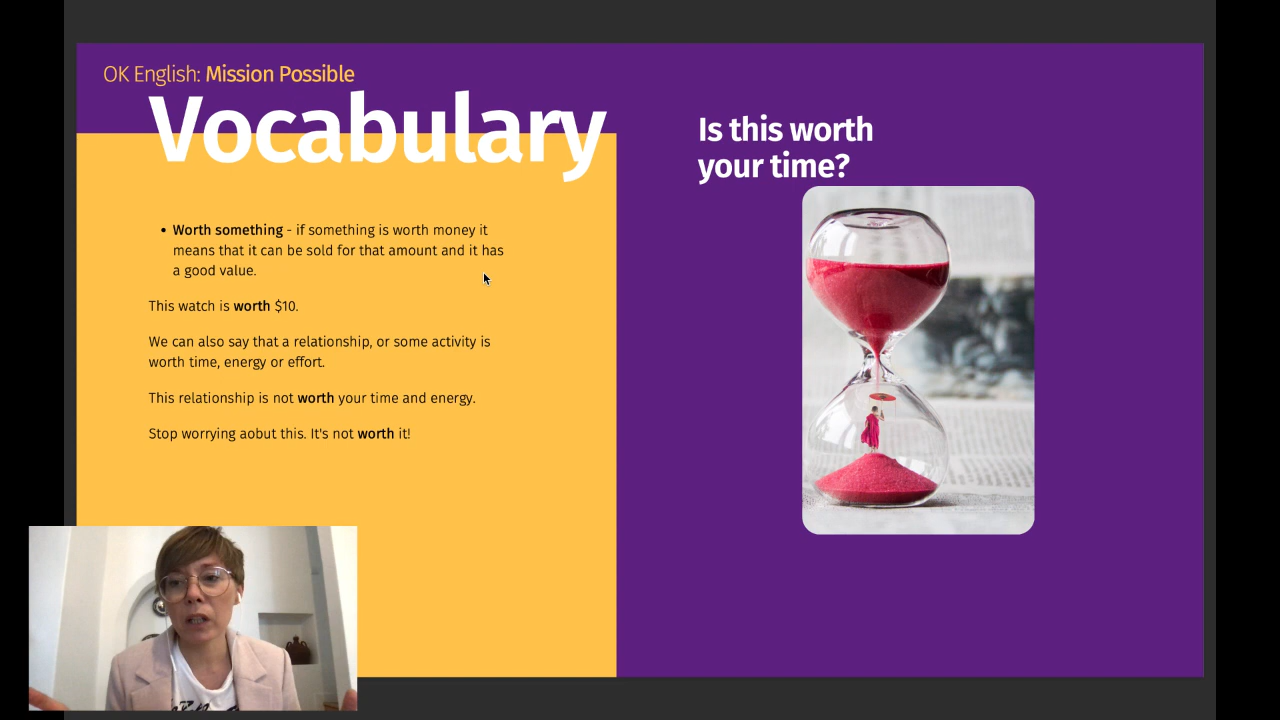 OK English: Mission Possible
Vocabulary
• Worth something - if something is worth money it
means that it can be sold for that amount and it has
a good value.
This watch is worth $10.
We can also say that a relationship, or some activity is
worth time, energy or effort.
This relationship is not worth your time and energy.
Stop worrying aobut this. It's not worth it!
Is this worth
your time?